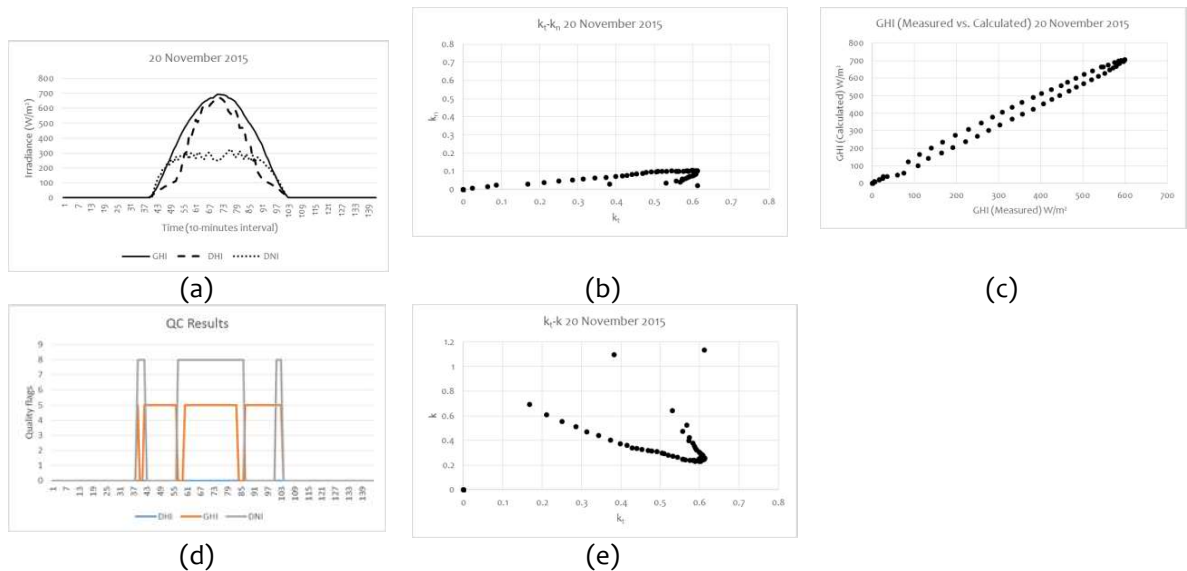 20 November 2015
Irradiance (W/m²)
800
700
600
500
400
300
200
100
0
1 7 13 19 25 31 37 43 49 55 61 67 73 79 85 91 97 103 109 115 121 127 133 139
Time (10-minutes interval)
GHI DHI DNI
(a)
kt-kn 20 November 2015
kn
0.8
0.7
0.6
0.5
0.4
0.3
0.2
0.1
0
0 0.1 0.2 0.3 0.4 0.5 0.6 0.7 0.8
kt
(b)
GHI (Measured vs. Calculated) 20 November 2015
GHI (Calculated) W/m²
800
700
600
500
400
300
200
100
0
0 100 200 300 400 500 600 700
GHI (Measured) W/m²
(c)
QC Results
Quality flags
9
8
7
6
5
4
3
2
1
0
1 7 13 19 25 31 37 43 49 55 61 67 73 79 85 91 97 103 109 115 121 127 133 139
DHI GHI DNI
(d)
kt-k 20 November 2015
k
1.2
1
0.8
0.6
0.4
0.2
0
0 0.1 0.2 0.3 0.4 0.5 0.6 0.7 0.8
kt
(e)